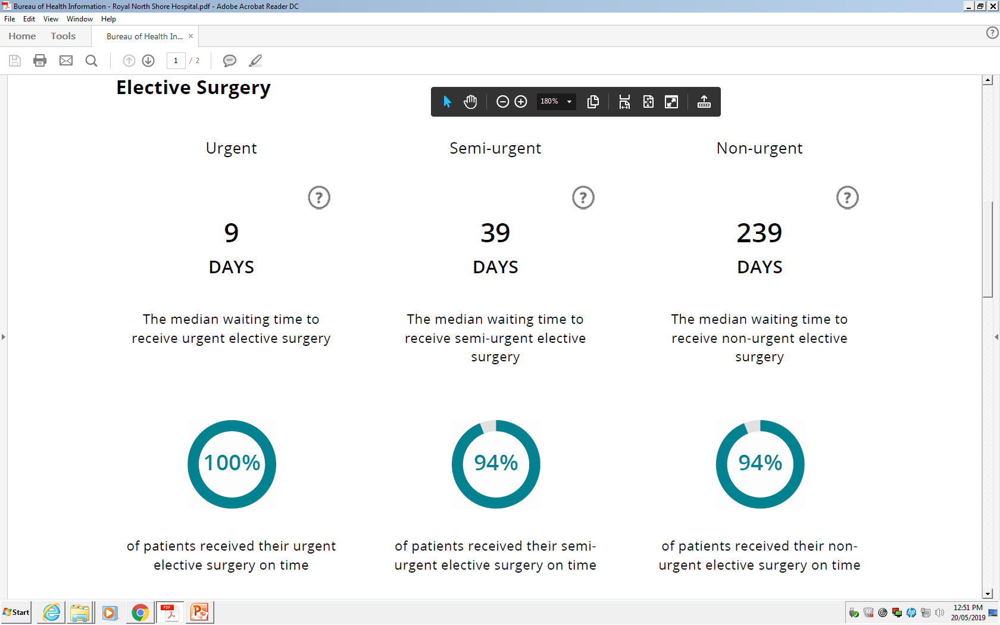 Bureau of Health Information - Royal North Shore Hospital.pdf - Adobe Acrobat Reader DC
File Edit View Window Help
Home Tools Bureau of Health In... ×
1 / 2
180%
Elective Surgery
Urgent
Semi-urgent
Non-urgent
?
?
?
9
DAYS
39
DAYS
239
DAYS
The median waiting time to
receive urgent elective surgery
The median waiting time to
receive semi-urgent elective
surgery
The median waiting time to
receive non-urgent elective
surgery
100%
94%
94%
of patients received their urgent
elective surgery on time
of patients received their semi-
urgent elective surgery on time
of patients received their non-
urgent elective surgery on time
Start
PDF
12:51 PM
20/05/2019